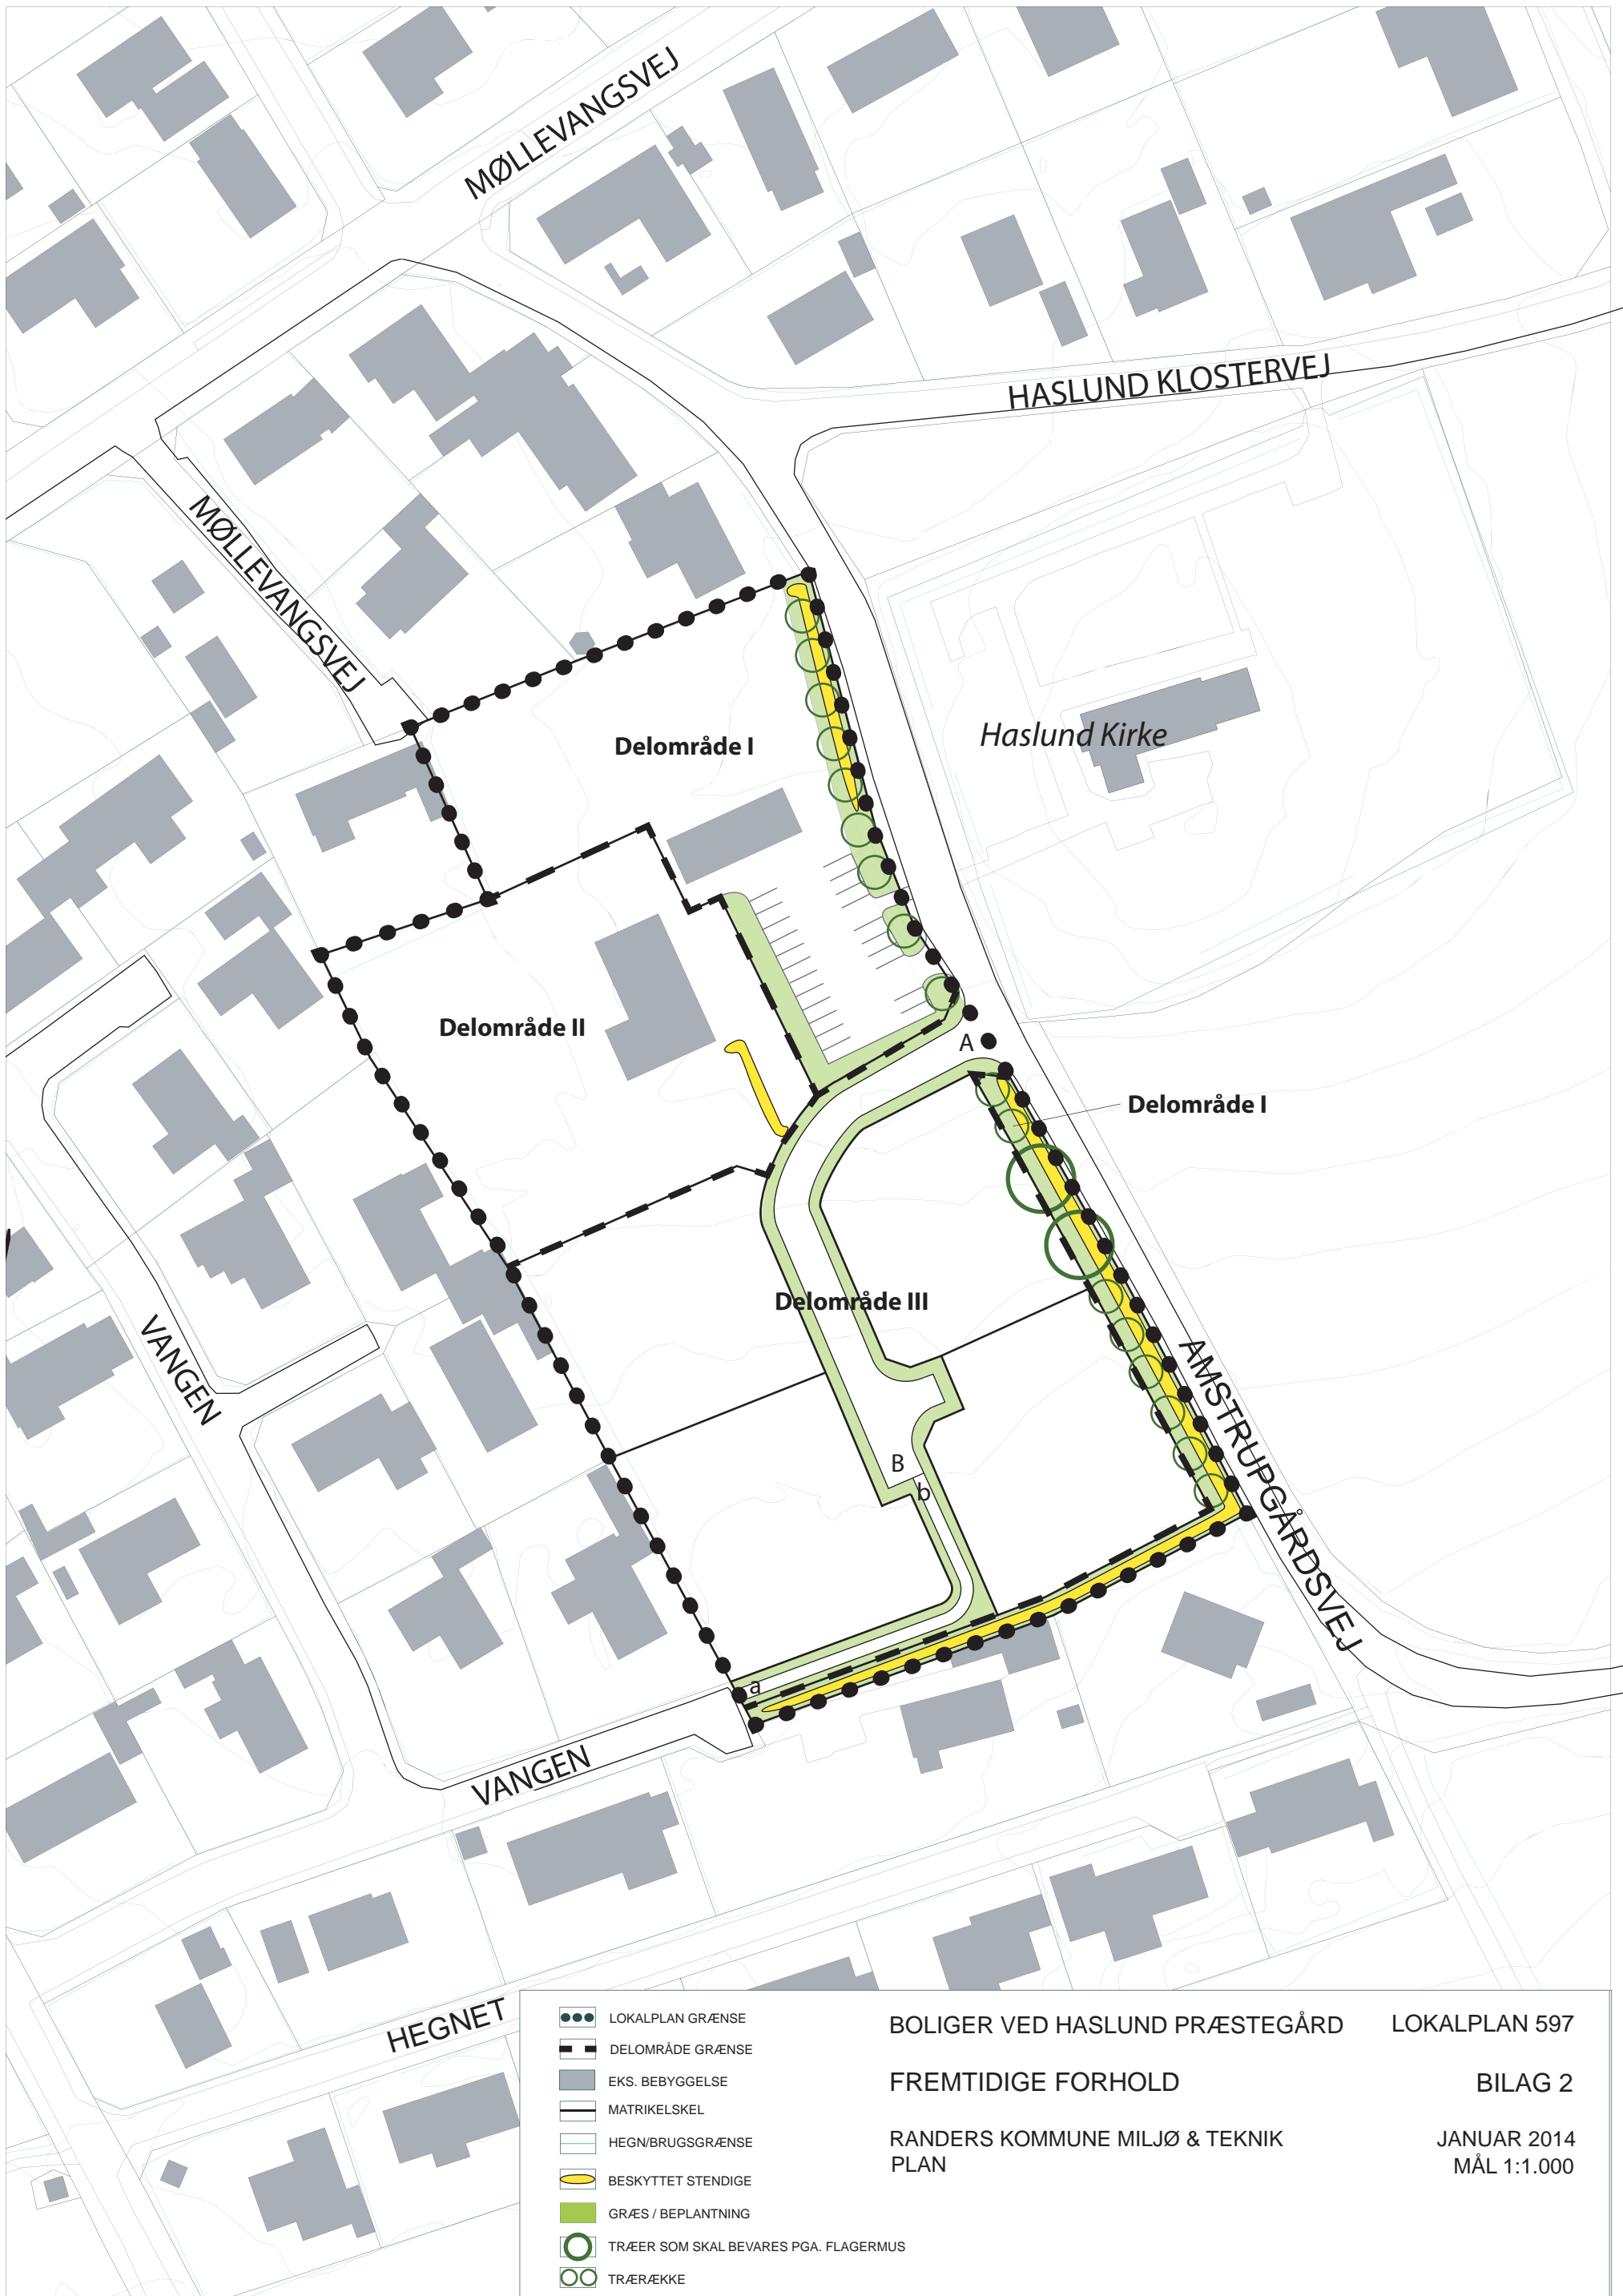 MØLLEVANGSVEJ
HASLUND KLOSTERVEJ
MØLLEVANGSVEJ
Haslund Kirke
Delområde I
Delområde II
A
Delområde I
Delområde III
VANGEN
AMSTRUPGÅRDSVEJ
B
b
a
VANGEN
HEGNET
LOKALPLAN GRÆNSE
DELOMRÅDE GRÆNSE
EKS. BEBYGGELSE
MATRIKELSKEL
HEGN/BRUGSGRÆNSE
BESKYTTET STENDIGE
GRÆS / BEPLANTNING
TRÆER SOM SKAL BEVARES PGA. FLAGERMUS
TRÆRÆKKE
BOLIGER VED HASLUND PRÆSTEGÅRD
LOKALPLAN 597
FREMTIDIGE FORHOLD
BILAG 2
RANDERS KOMMUNE MILJØ & TEKNIK
PLAN
JANUAR 2014
MÅL 1:1.000